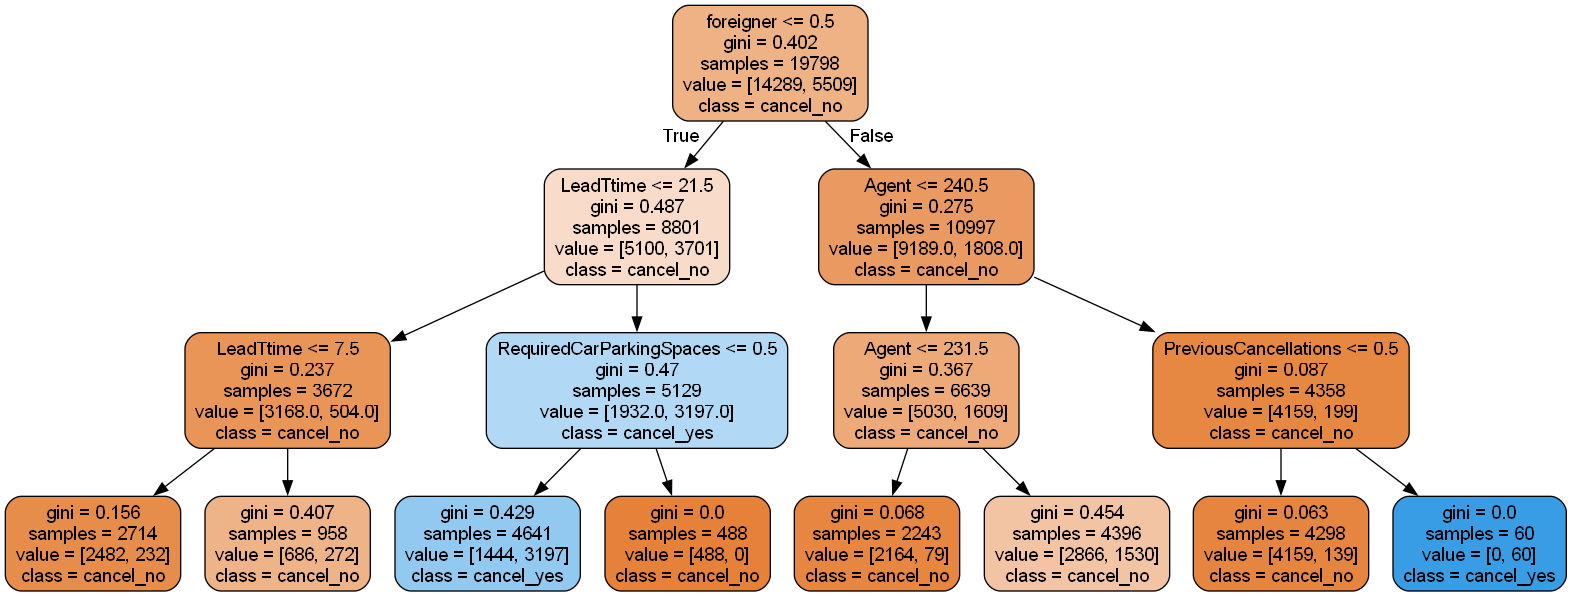 foreigner <= 0.5
gini = 0.402
samples = 19798
value = [14289, 5509]
class = cancel_no
True
False
LeadTtime <= 21.5
gini = 0.487
samples = 8801
value = [5100, 3701]
class = cancel_no
Agent <= 240.5
gini = 0.275
samples = 10997
value = [9189.0, 1808.0]
class = cancel_no
LeadTtime <= 7.5
gini = 0.237
samples = 3672
value = [3168.0, 504.0]
class = cancel_no
RequiredCarParkingSpaces <= 0.5
gini = 0.47
samples = 5129
value = [1932.0, 3197.0]
class = cancel_yes
Agent <= 231.5
gini = 0.367
samples = 6639
value = [5030, 1609]
class = cancel_no
PreviousCancellations <= 0.5
gini = 0.087
samples = 4358
value = [4159, 199]
class = cancel_no
gini = 0.156
samples = 2714
value = [2482, 232]
class = cancel_no
gini = 0.407
samples = 958
value = [686, 272]
class = cancel_no
gini = 0.429
samples = 4641
value = [1444, 3197]
class = cancel_yes
gini = 0.0
samples = 488
value = [488, 0]
class = cancel_no
gini = 0.068
samples = 2243
value = [2164, 79]
class = cancel_no
gini = 0.454
samples = 4396
value = [2866, 1530]
class = cancel_no
gini = 0.063
samples = 4298
value = [4159, 139]
class = cancel_no
gini = 0.0
samples = 60
value = [0, 60]
class = cancel_yes